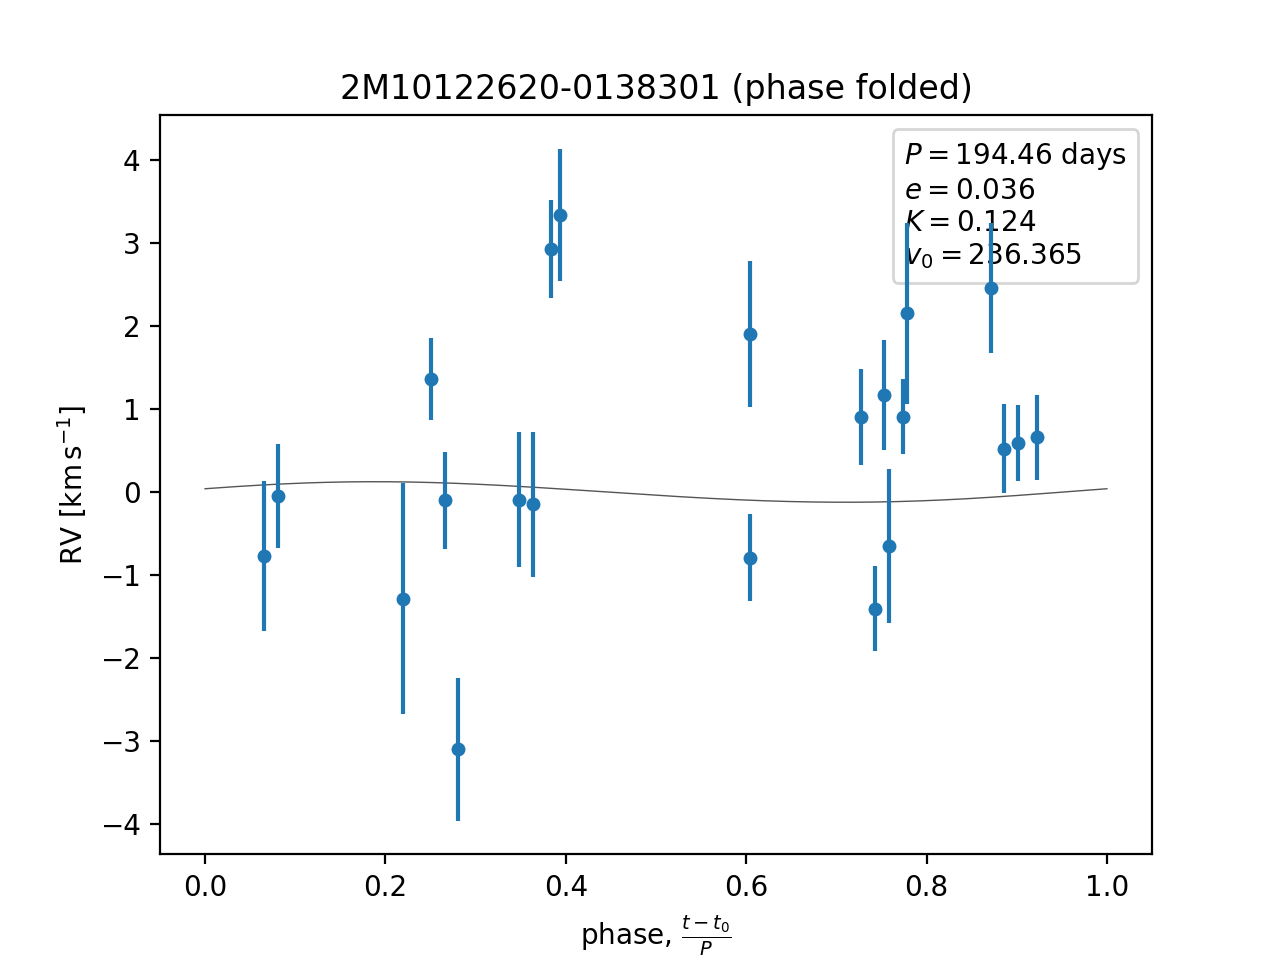 2M10122620-0138301 (phase folded)
P = 194.46 days
e = 0.036
K = 0.124
v₀ = 236.365
RV [km s⁻¹]
4
3
2
1
0
−1
−2
−3
−4
0.0 0.2 0.4 0.6 0.8 1.0
phase, (t − t₀)/P